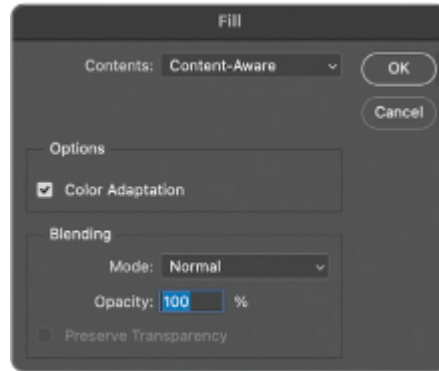 Fill
Contents: Content-Aware
OK
Cancel
Options
Color Adaptation
Blending
Mode: Normal
Opacity: 100 %
Preserve Transparency